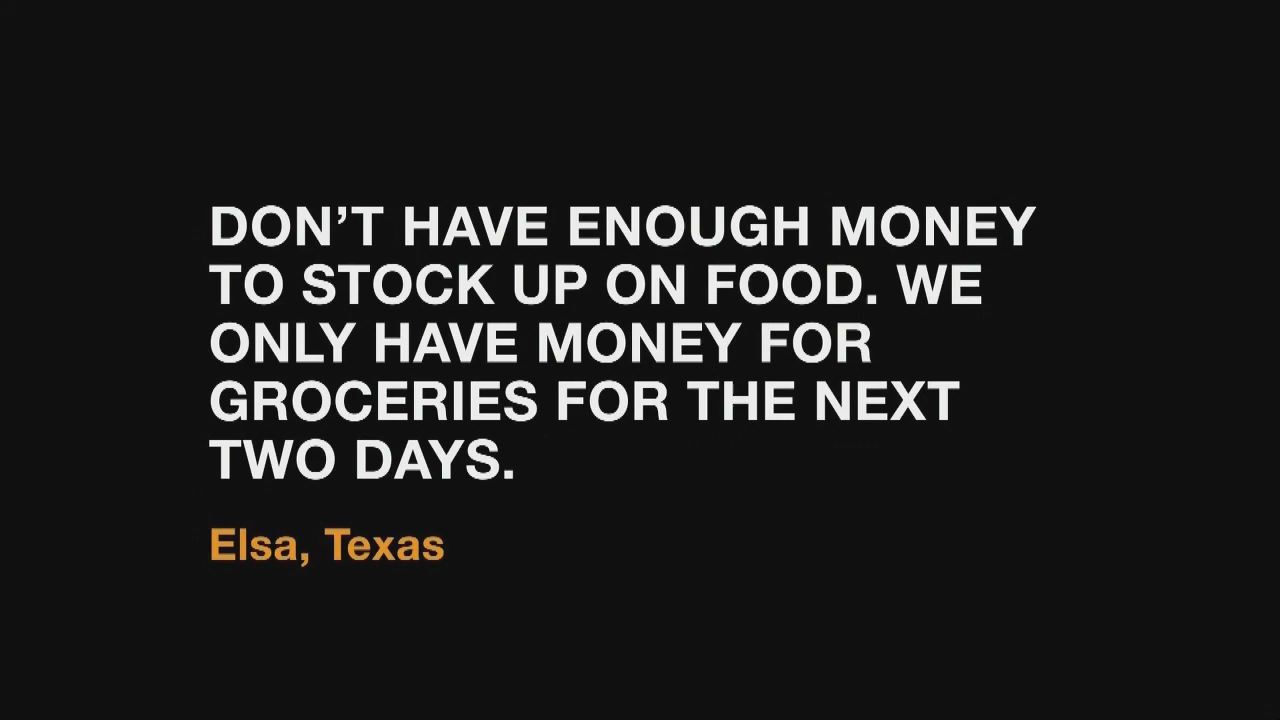 DON’T HAVE ENOUGH MONEY
TO STOCK UP ON FOOD. WE
ONLY HAVE MONEY FOR
GROCERIES FOR THE NEXT
TWO DAYS.
Elsa, Texas